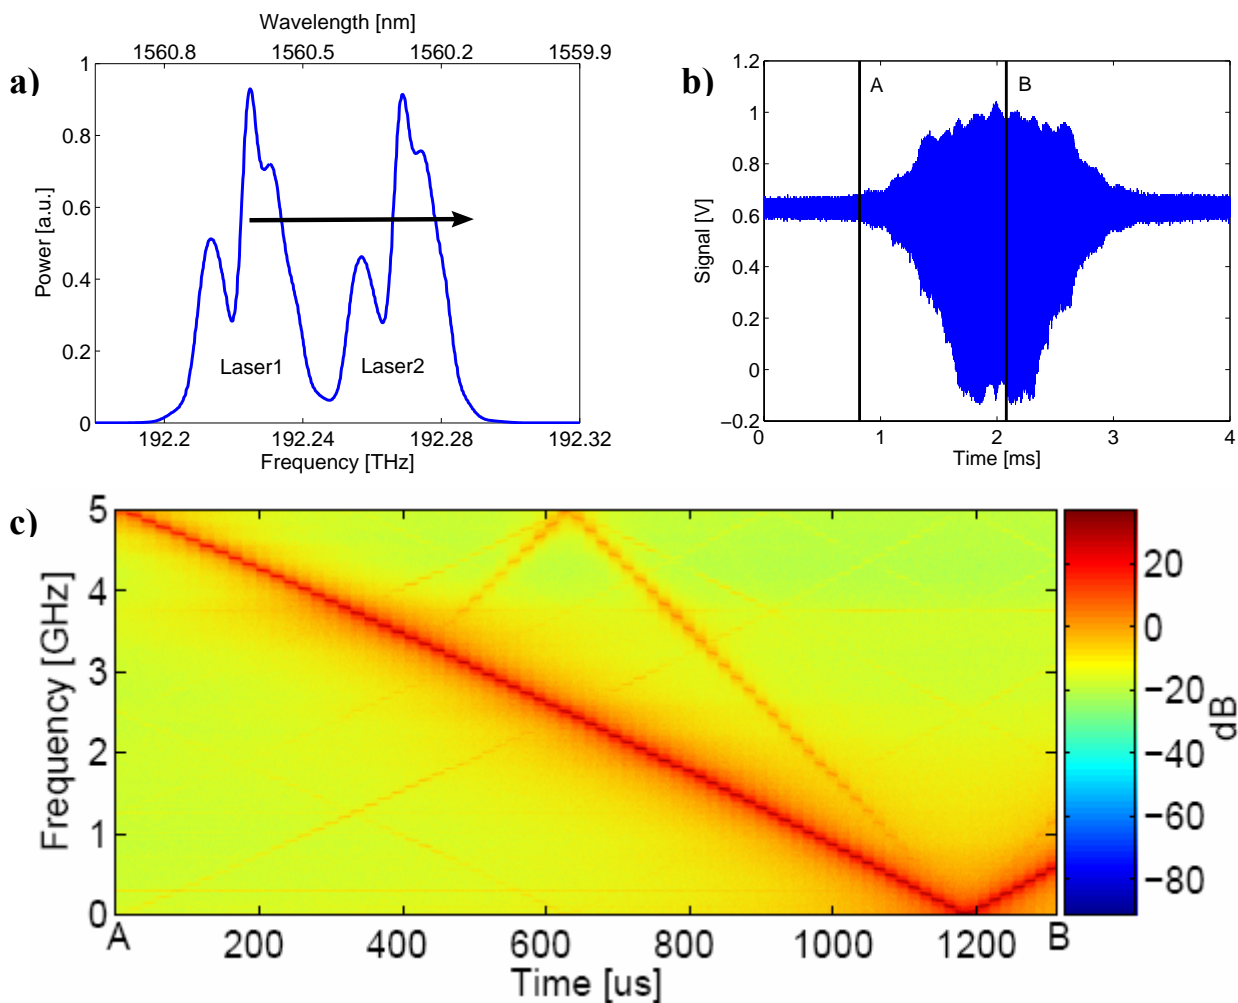 Wavelength [nm]
1560.8 1560.5 1560.2 1559.9
a)
Power [a.u.]
1
0.8
0.6
0.4
0.2
0
Laser1 Laser2
192.2 192.24 192.28 192.32
Frequency [THz]
b)
Signal [V]
1.2
1
0.8
0.6
0.4
0.2
0
−0.2
A B
0 1 2 3 4
Time [ms]
c)
Frequency [GHz]
5
4
3
2
1
0
A 200 400 600 800 1000 1200 B
Time [us]
20
0
−20
−40
−60
−80
dB